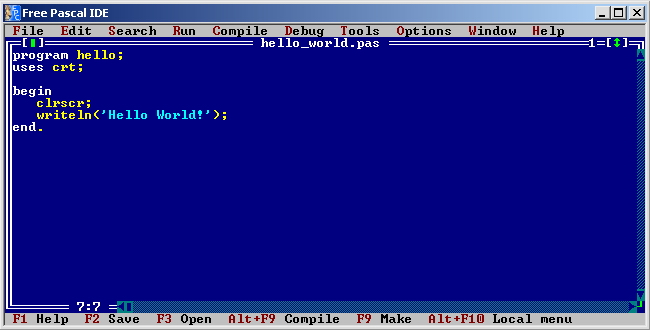 Free Pascal IDE
File Edit Search Run Compile Debug Tools Options Window Help
hello_world.pas 1
program hello;
uses crt;
begin
   clrscr;
   writeln('Hello World!');
end.
7:7
F1 Help F2 Save F3 Open Alt+F9 Compile F9 Make Alt+F10 Local menu